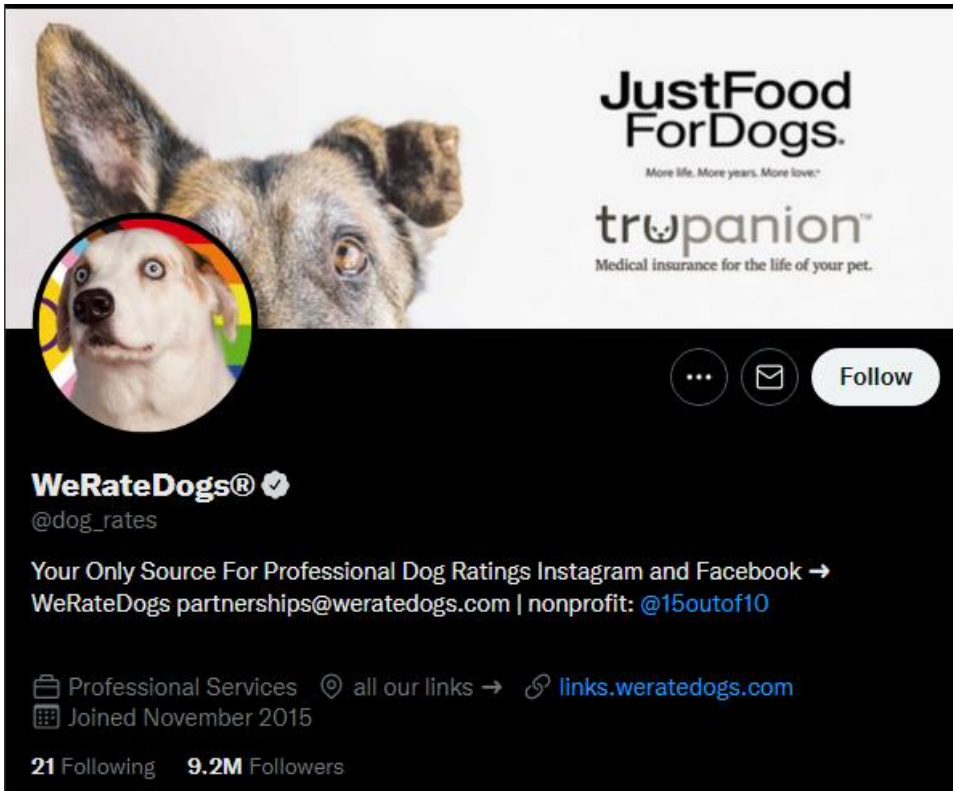 JustFood
ForDogs.
More life. More years. More love.™
trupanion™
Medical insurance for the life of your pet.
Follow
WeRateDogs®
@dog_rates
Your Only Source For Professional Dog Ratings Instagram and Facebook →
WeRateDogs partnerships@weratedogs.com | nonprofit: @15outof10
Professional Services all our links → links.weratedogs.com
Joined November 2015
21 Following 9.2M Followers